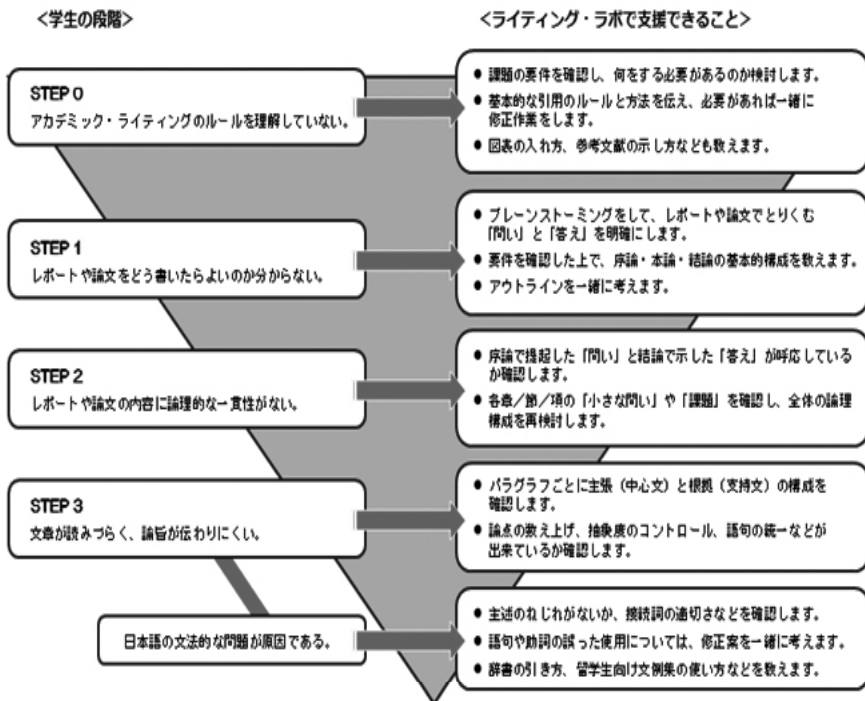 <学生の段階>
<ライティング・ラボで支援できること>
STEP 0
アカデミック・ライティングのルールを理解していない。
● 課題の要件を確認し、何をする必要があるのか検討します。
● 基本的な引用のルールと方法を伝え、必要があれば一緒に
修正作業をします。
● 図表の入れ方、参考文献の示し方なども教えます。
STEP 1
レポートや論文をどう書いたらよいのか分からない。
● ブレーンストーミングをして、レポートや論文でとりくむ
「問い」と「答え」を明確にします。
● 要件を確認した上で、序論・本論・結論の基本的構成を教えます。
● アウトラインを一緒に考えます。
STEP 2
レポートや論文の内容に論理的な一貫性がない。
● 序論で提起した「問い」と結論で示した「答え」が呼応している
か確認します。
● 各章／節／項の「小さな問い」や「課題」を確認し、全体の論理
構成を再検討します。
STEP 3
文章が読みづらく、論旨が伝わりにくい。
● パラグラフごとに主張（中心文）と根拠（支持文）の構成を
確認します。
● 論点の数え上げ、抽象度のコントロール、語句の統一などが
出来ているか確認します。
日本語の文法的な問題が原因である。
● 主述のねじれがないか、接続詞の適切さなどを確認します。
● 語句や助詞の誤った使用については、修正案を一緒に考えます。
● 辞書の引き方、留学生向け文例集の使い方などを教えます。